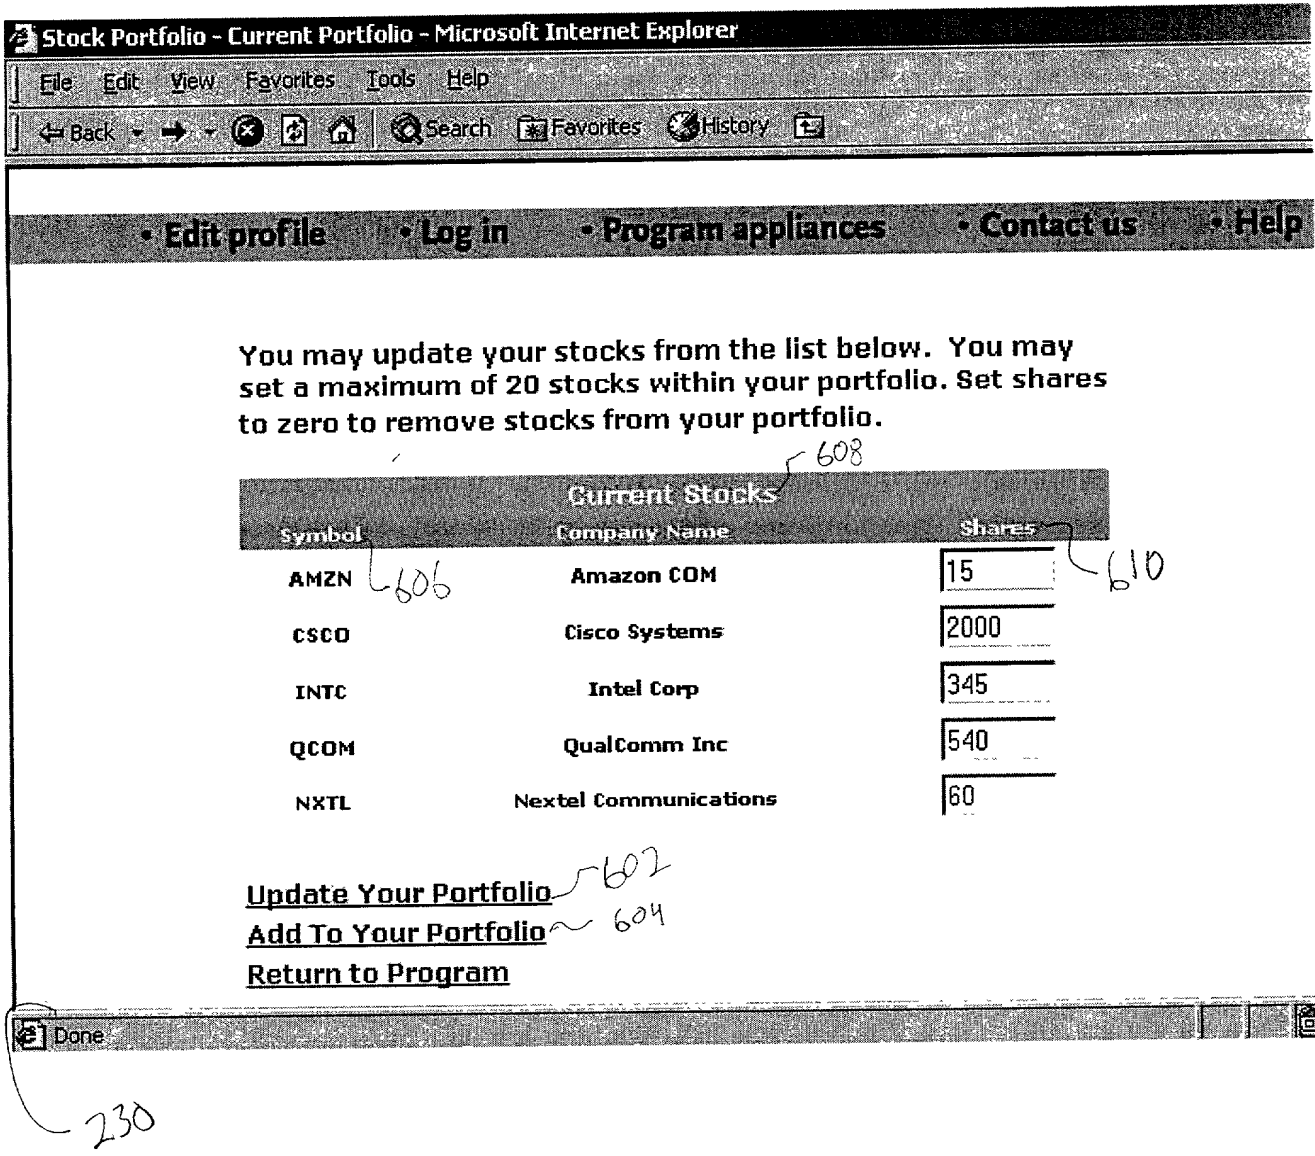 Stock Portfolio - Current Portfolio - Microsoft Internet Explorer
File Edit View Favorites Tools Help
Back Search Favorites History
• Edit profile • Log in • Program appliances • Contact us • Help
You may update your stocks from the list below. You may
set a maximum of 20 stocks within your portfolio. Set shares
to zero to remove stocks from your portfolio.
608
Current Stocks
Symbol Company Name Shares
AMZN 606 Amazon COM 15 610
CSCO Cisco Systems 2000
INTC Intel Corp 345
QCOM QualComm Inc 540
NXTL Nextel Communications 60
Update Your Portfolio 602
Add To Your Portfolio 604
Return to Program
Done
230